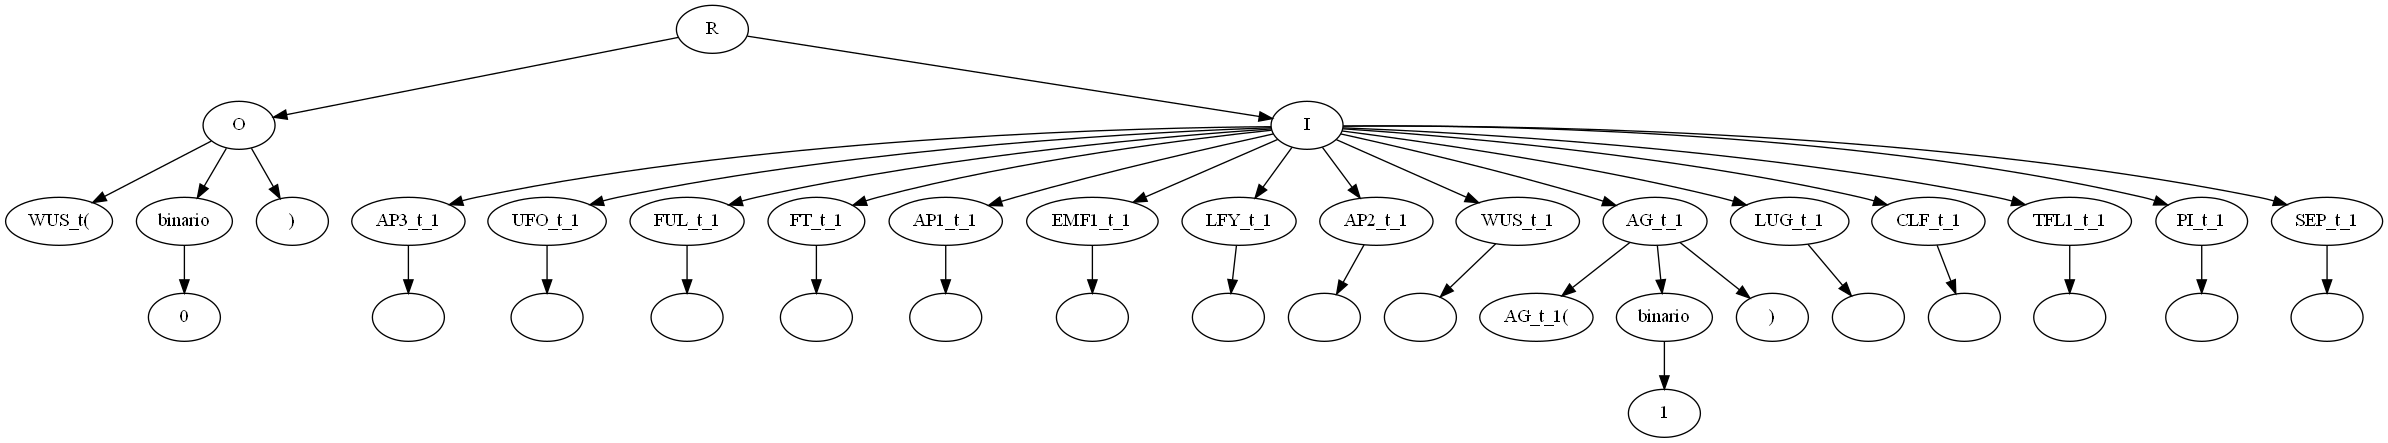 R
O
I
WUS_t(
binario
)
AP3_t_1
UFO_t_1
FUL_t_1
FT_t_1
AP1_t_1
EMF1_t_1
LFY_t_1
AP2_t_1
WUS_t_1
AG_t_1
LUG_t_1
CLF_t_1
TFL1_t_1
PI_t_1
SEP_t_1
0
AG_t_1(
binario
)
1